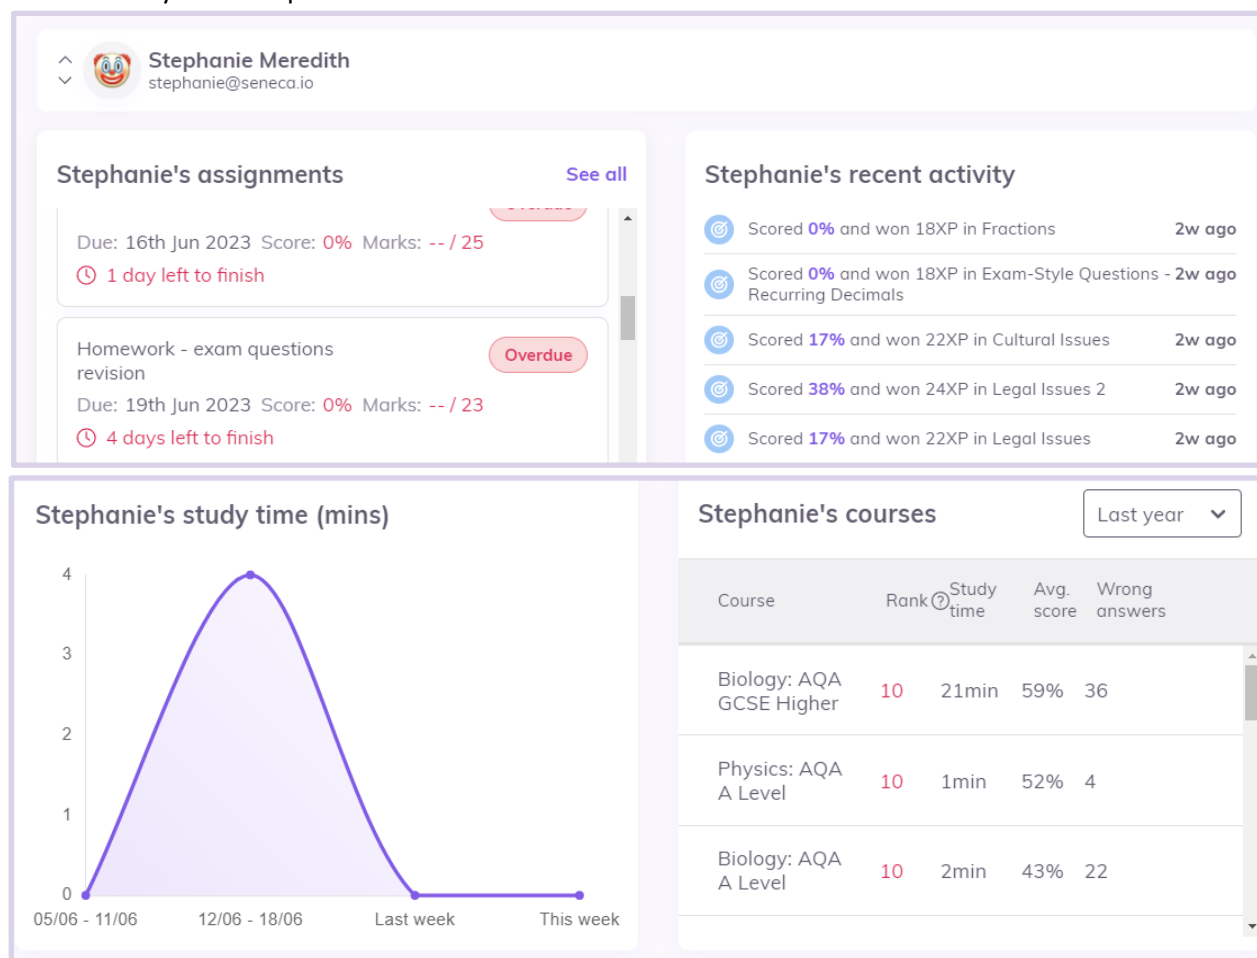 Stephanie Meredith
stephanie@seneca.io
Stephanie's assignments
See all
Overdue
Due: 16th Jun 2023 Score: 0% Marks: -- / 25
1 day left to finish
Homework - exam questions
revision
Overdue
Due: 19th Jun 2023 Score: 0% Marks: -- / 23
4 days left to finish
Stephanie's recent activity
Scored 0% and won 18XP in Fractions 2w ago
Scored 0% and won 18XP in Exam-Style Questions - 2w ago
Recurring Decimals
Scored 17% and won 22XP in Cultural Issues 2w ago
Scored 38% and won 24XP in Legal Issues 2 2w ago
Scored 17% and won 22XP in Legal Issues 2w ago
Stephanie's study time (mins)
4
3
2
1
0
05/06 - 11/06 12/06 - 18/06 Last week This week
Stephanie's courses
Last year
Course Rank ? Study time Avg. score Wrong answers
Biology: AQA
GCSE Higher 10 21min 59% 36
Physics: AQA
A Level 10 1min 52% 4
Biology: AQA
A Level 10 2min 43% 22